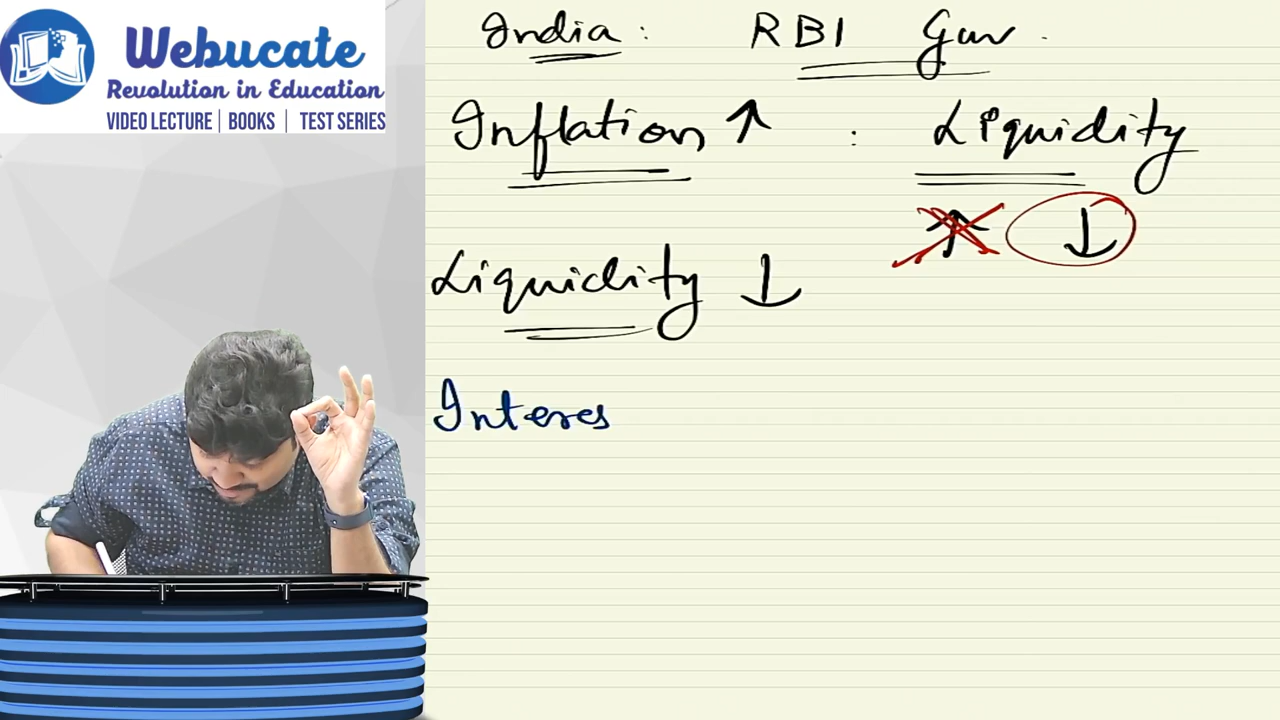 Webucate
Revolution in Education
VIDEO LECTURE | BOOKS | TEST SERIES
India : RBI Gov.
Inflation ↑ : Liquidity
↑ ↓
Liquidity ↓
Interes